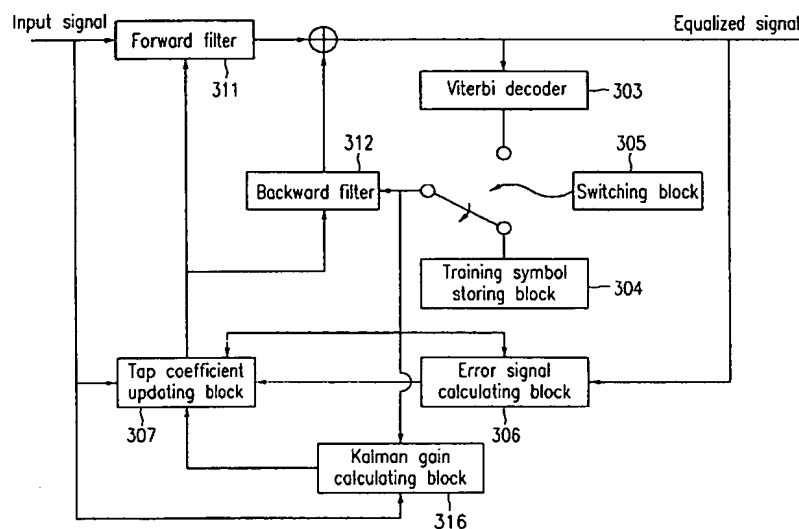 Input signal
Equalized signal
Forward filter
311
Viterbi decoder
303
312
305
Backward filter
Switching block
Training symbol
storing block
304
Tap coefficient
updating block
Error signal
calculating block
307
306
Kalman gain
calculating block
316